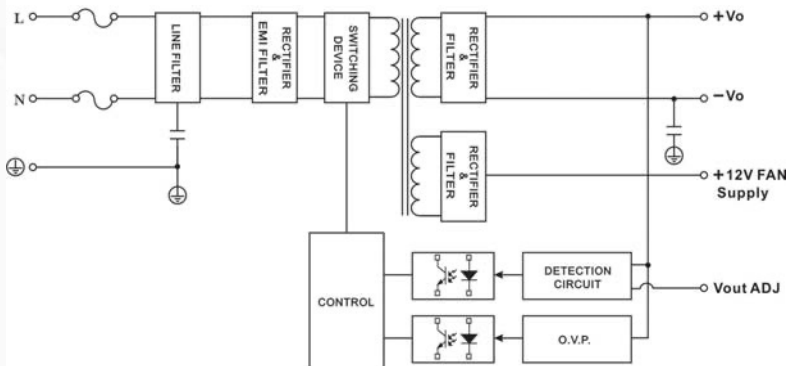 L
N
LINE FILTER
RECTIFIER
&
EMI FILTER
SWITCHING
DEVICE
RECTIFIER
&
FILTER
+Vo
−Vo
RECTIFIER
&
FILTER
+12V FAN
Supply
CONTROL
DETECTION
CIRCUIT
Vout ADJ
O.V.P.